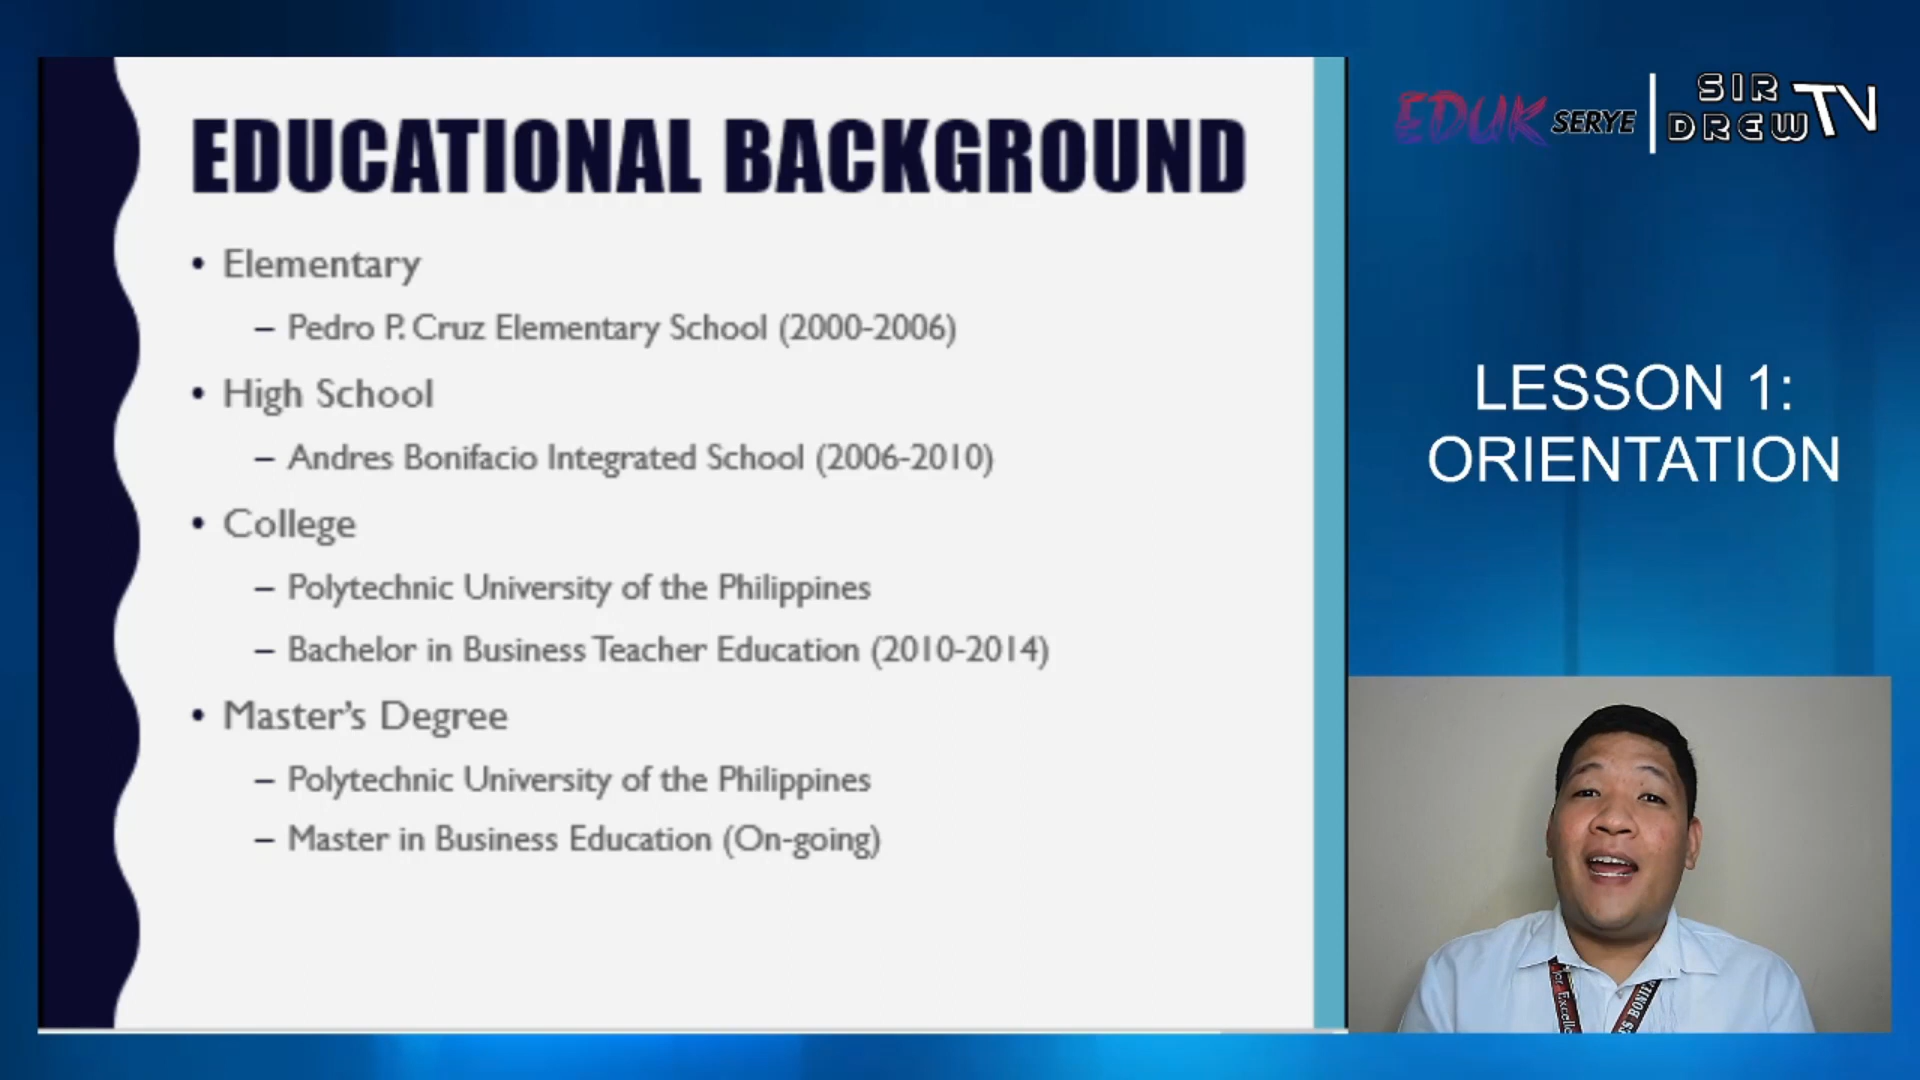 EDUCATIONAL BACKGROUND
• Elementary
– Pedro P. Cruz Elementary School (2000-2006)
• High School
– Andres Bonifacio Integrated School (2006-2010)
• College
– Polytechnic University of the Philippines
– Bachelor in Business Teacher Education (2010-2014)
• Master's Degree
– Polytechnic University of the Philippines
– Master in Business Education (On-going)
EDUK SERYE
SIR DREW TV
LESSON 1:
ORIENTATION
for